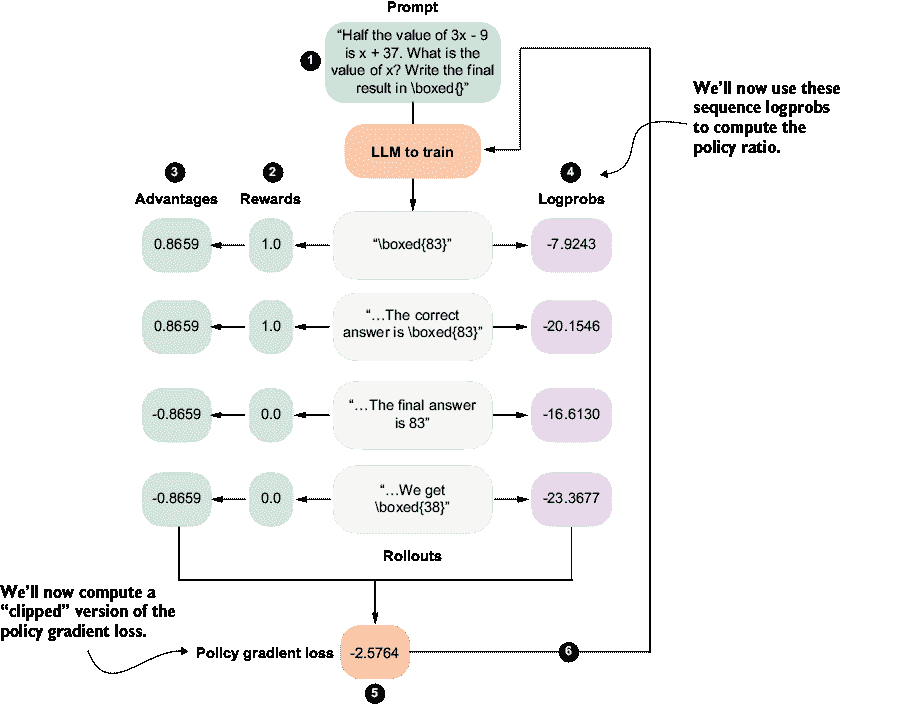 Prompt
1
“Half the value of 3x - 9
is x + 37. What is the
value of x? Write the final
result in \boxed{}”
We’ll now use these
sequence logprobs
to compute the
policy ratio.
LLM to train
3
2
4
Advantages
Rewards
Logprobs
0.8659
1.0
“\boxed{83}”
-7.9243
0.8659
1.0
“...The correct
answer is \boxed{83}”
-20.1546
-0.8659
0.0
“...The final answer
is 83”
-16.6130
-0.8659
0.0
“...We get
\boxed{38}”
-23.3677
Rollouts
We’ll now compute a
“clipped” version of the
policy gradient loss.
Policy gradient loss
-2.5764
6
5